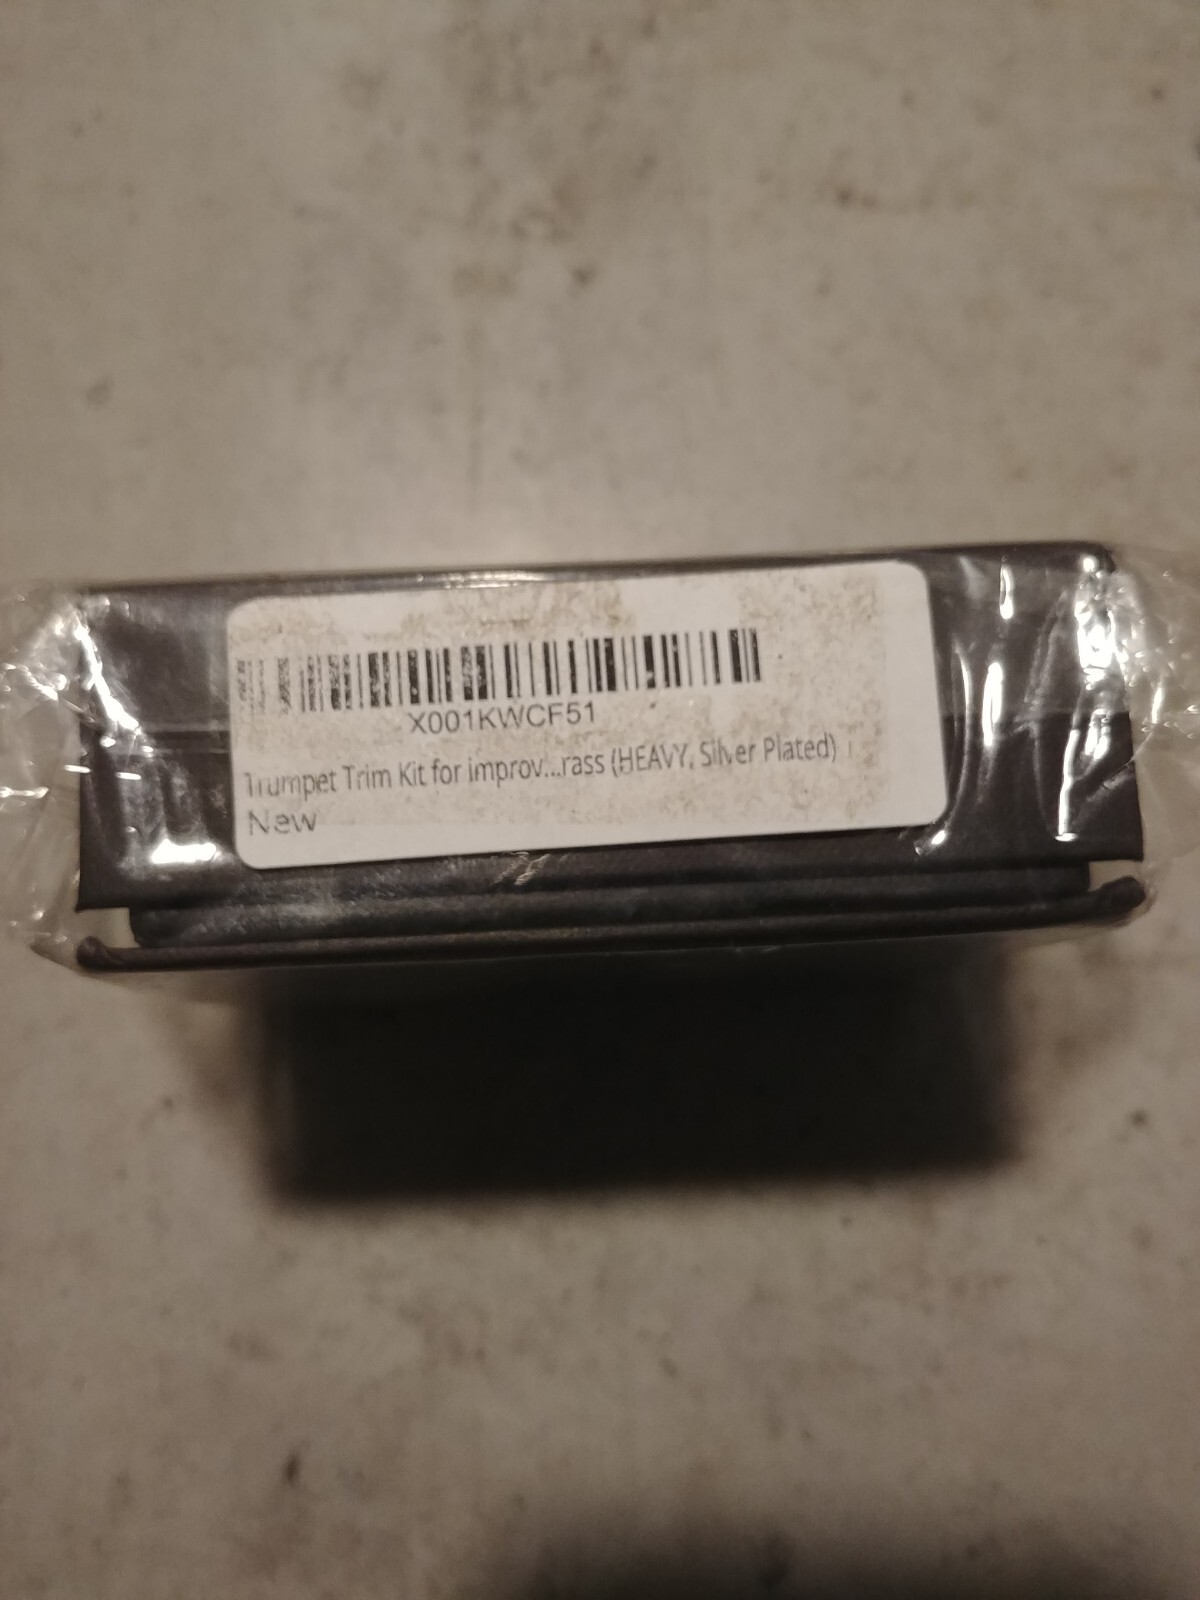 X001KWCF51
Trumpet Trim Kit for improv...rass (HEAVY, Silver Plated)
New